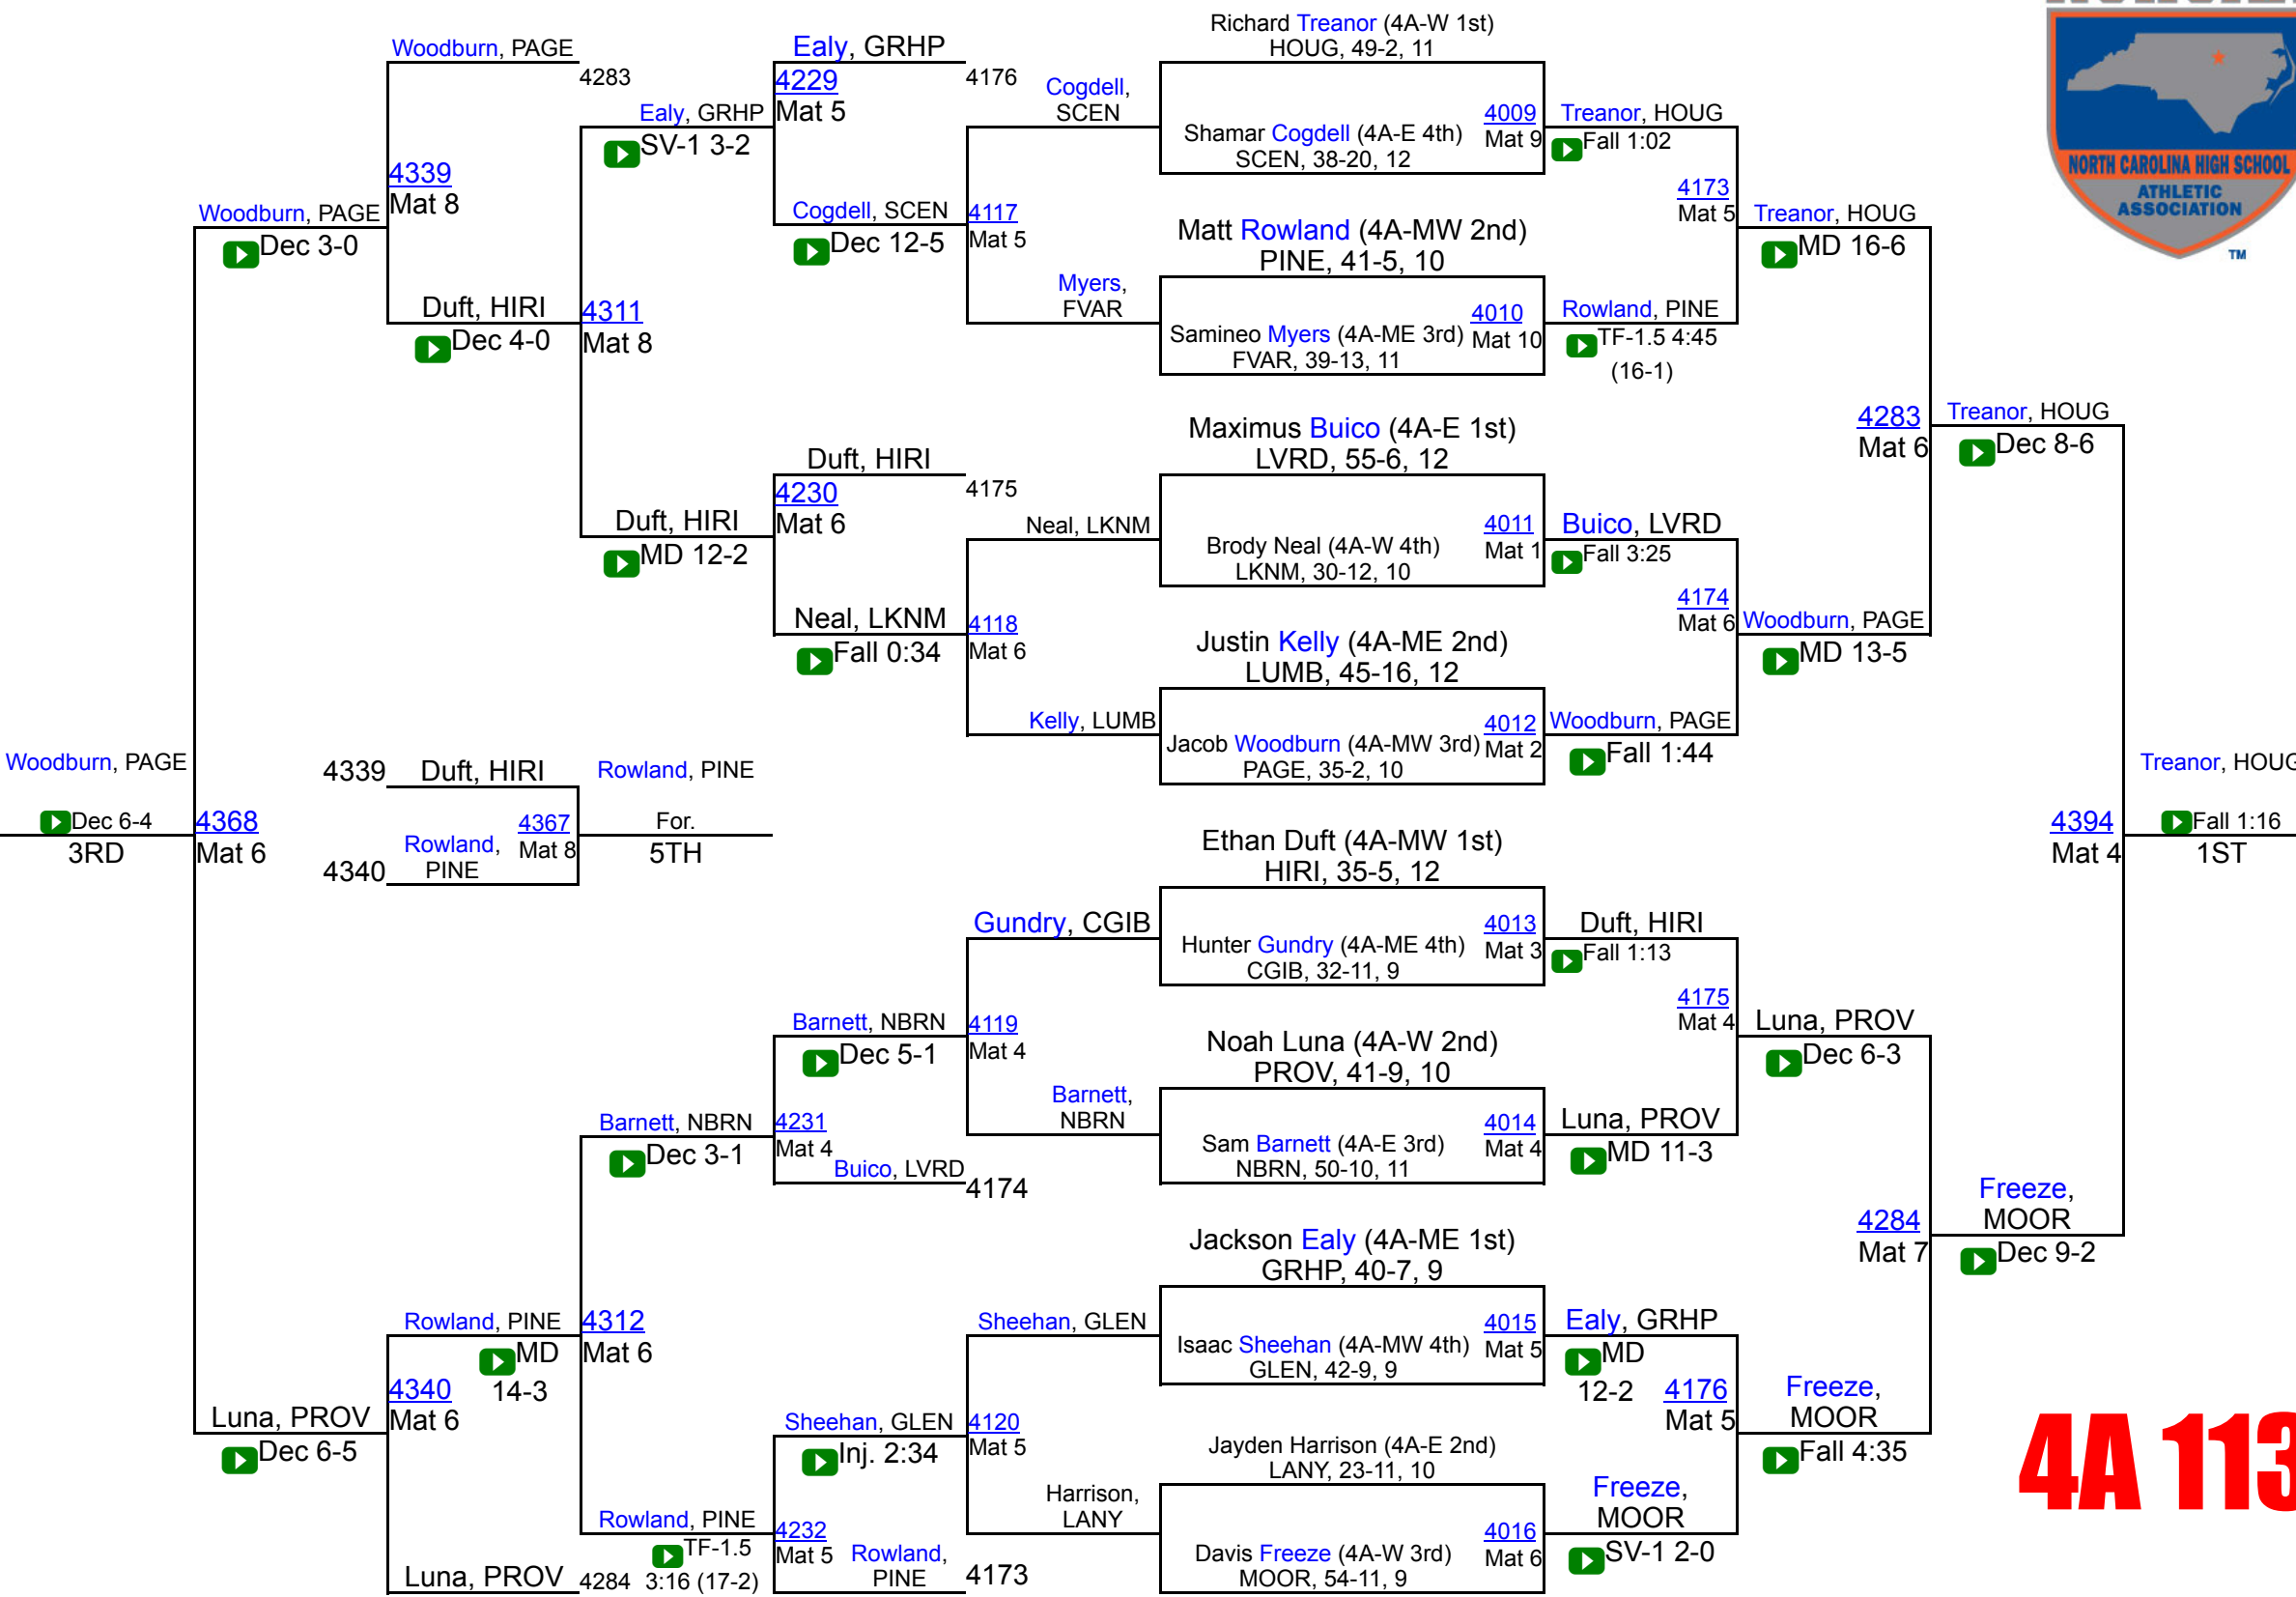 Woodburn, PAGE
4283
4339
Mat 8
Woodburn, PAGE
Dec 3-0
Duft, HIRI
Dec 4-0
Ealy, GRHP
SV-1 3-2
4311
Mat 8
Duft, HIRI
MD 12-2
Ealy, GRHP
4176
4229
Mat 5
Cogdell, SCEN
Dec 12-5
Duft, HIRI
4175
4230
Mat 6
Neal, LKNM
Fall 0:34
Cogdell,
SCEN
4117
Mat 5
Myers,
FVAR
Neal, LKNM
4118
Mat 6
Kelly, LUMB
Richard Treanor (4A-W 1st)
HOUG, 49-2, 11
4009
Mat 9
Shamar Cogdell (4A-E 4th)
SCEN, 38-20, 12
Matt Rowland (4A-MW 2nd)
PINE, 41-5, 10
4010
Mat 10
Samineo Myers (4A-ME 3rd)
FVAR, 39-13, 11
Maximus Buico (4A-E 1st)
LVRD, 55-6, 12
4011
Mat 1
Brody Neal (4A-W 4th)
LKNM, 30-12, 10
Justin Kelly (4A-ME 2nd)
LUMB, 45-16, 12
4012
Mat 2
Jacob Woodburn (4A-MW 3rd)
PAGE, 35-2, 10
Treanor, HOUG
Fall 1:02
4173
Mat 5
Rowland, PINE
TF-1.5 4:45
(16-1)
Buico, LVRD
Fall 3:25
4174
Mat 6
Woodburn, PAGE
Fall 1:44
Treanor, HOUG
MD 16-6
4283
Mat 6
Woodburn, PAGE
MD 13-5
Treanor, HOUG
Dec 8-6
NORTH CAROLINA HIGH SCHOOL
ATHLETIC
ASSOCIATION
TM
Woodburn, PAGE
Dec 6-4
3RD
4368
Mat 6
4339
Duft, HIRI
4340
Rowland,
PINE
4367
Mat 8
Rowland, PINE
For.
5TH
Treanor, HOUG
4394
Mat 4
Fall 1:16
1ST
Ethan Duft (4A-MW 1st)
HIRI, 35-5, 12
4013
Mat 3
Hunter Gundry (4A-ME 4th)
CGIB, 32-11, 9
Noah Luna (4A-W 2nd)
PROV, 41-9, 10
4014
Mat 4
Sam Barnett (4A-E 3rd)
NBRN, 50-10, 11
Jackson Ealy (4A-ME 1st)
GRHP, 40-7, 9
4015
Mat 5
Isaac Sheehan (4A-MW 4th)
GLEN, 42-9, 9
Jayden Harrison (4A-E 2nd)
LANY, 23-11, 10
4016
Mat 6
Davis Freeze (4A-W 3rd)
MOOR, 54-11, 9
Gundry, CGIB
4119
Mat 4
Barnett,
NBRN
Sheehan, GLEN
4120
Mat 5
Harrison,
LANY
Barnett, NBRN
Dec 5-1
4231
Mat 4
Buico, LVRD
4174
Sheehan, GLEN
Inj. 2:34
4232
Mat 5
Rowland,
PINE
4173
Barnett, NBRN
Dec 3-1
4312
Mat 6
Rowland, PINE
TF-1.5
3:16 (17-2)
Rowland, PINE
MD
14-3
4340
Mat 6
Luna, PROV
4284
Luna, PROV
Dec 6-5
Duft, HIRI
Fall 1:13
4175
Mat 4
Luna, PROV
MD 11-3
Ealy, GRHP
MD
12-2
4176
Mat 5
Freeze,
MOOR
SV-1 2-0
Luna, PROV
Dec 6-3
4284
Mat 7
Freeze,
MOOR
Fall 4:35
Freeze,
MOOR
Dec 9-2
4A 113